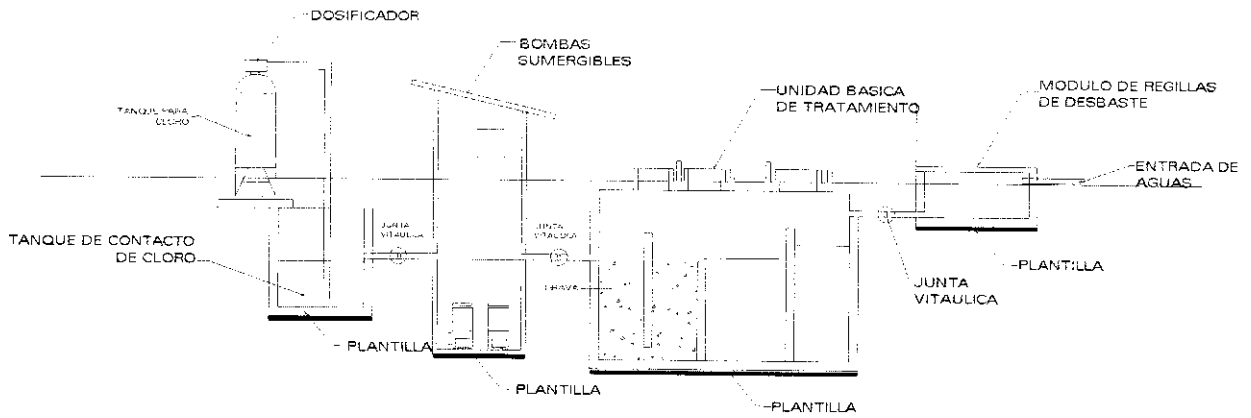 DOSIFICADOR
BOMBAS
SUMERGIBLES
UNIDAD BASICA
DE TRATAMIENTO
MODULO DE REGILLAS
DE DESBASTE
TANQUE PARA
CLORO
ENTRADA DE
AGUAS
TANQUE DE CONTACTO
DE CLORO
JUNTA
VITAULICA
JUNTA
VITAULICA
GRAVA
JUNTA
VITAULICA
PLANTILLA
PLANTILLA
PLANTILLA
PLANTILLA